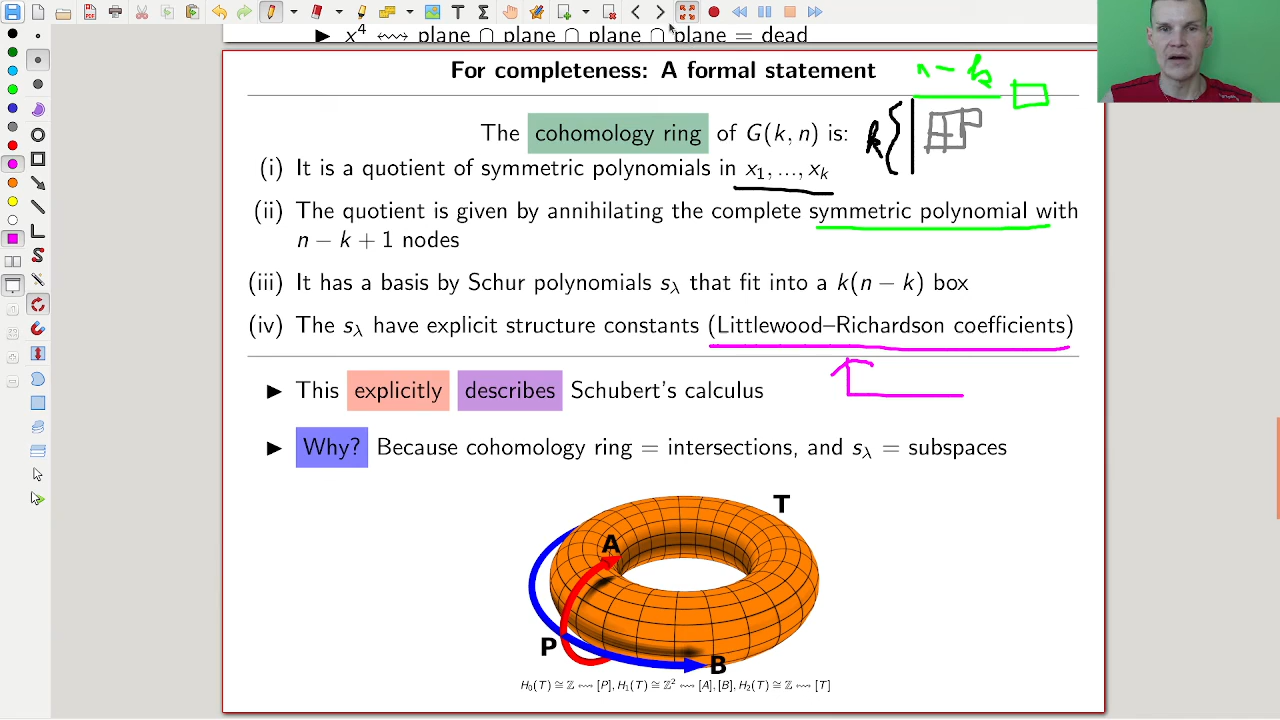 ▶ x⁴ ⇝ plane ∩ plane ∩ plane ∩ plane = dead
For completeness: A formal statement
n − k
The cohomology ring of G(k, n) is:
k
(i) It is a quotient of symmetric polynomials in x₁, ..., xₖ
(ii) The quotient is given by annihilating the complete symmetric polynomial with
n − k + 1 nodes
(iii) It has a basis by Schur polynomials s_λ that fit into a k(n − k) box
(iv) The s_λ have explicit structure constants (Littlewood–Richardson coefficients)
▶ This explicitly describes Schubert's calculus
▶ Why? Because cohomology ring = intersections, and s_λ = subspaces
T
A
P
B
H₀(T) ≅ ℤ ⇝ [P], H₁(T) ≅ ℤ² ⇝ [A], [B], H₂(T) ≅ ℤ ⇝ [T]